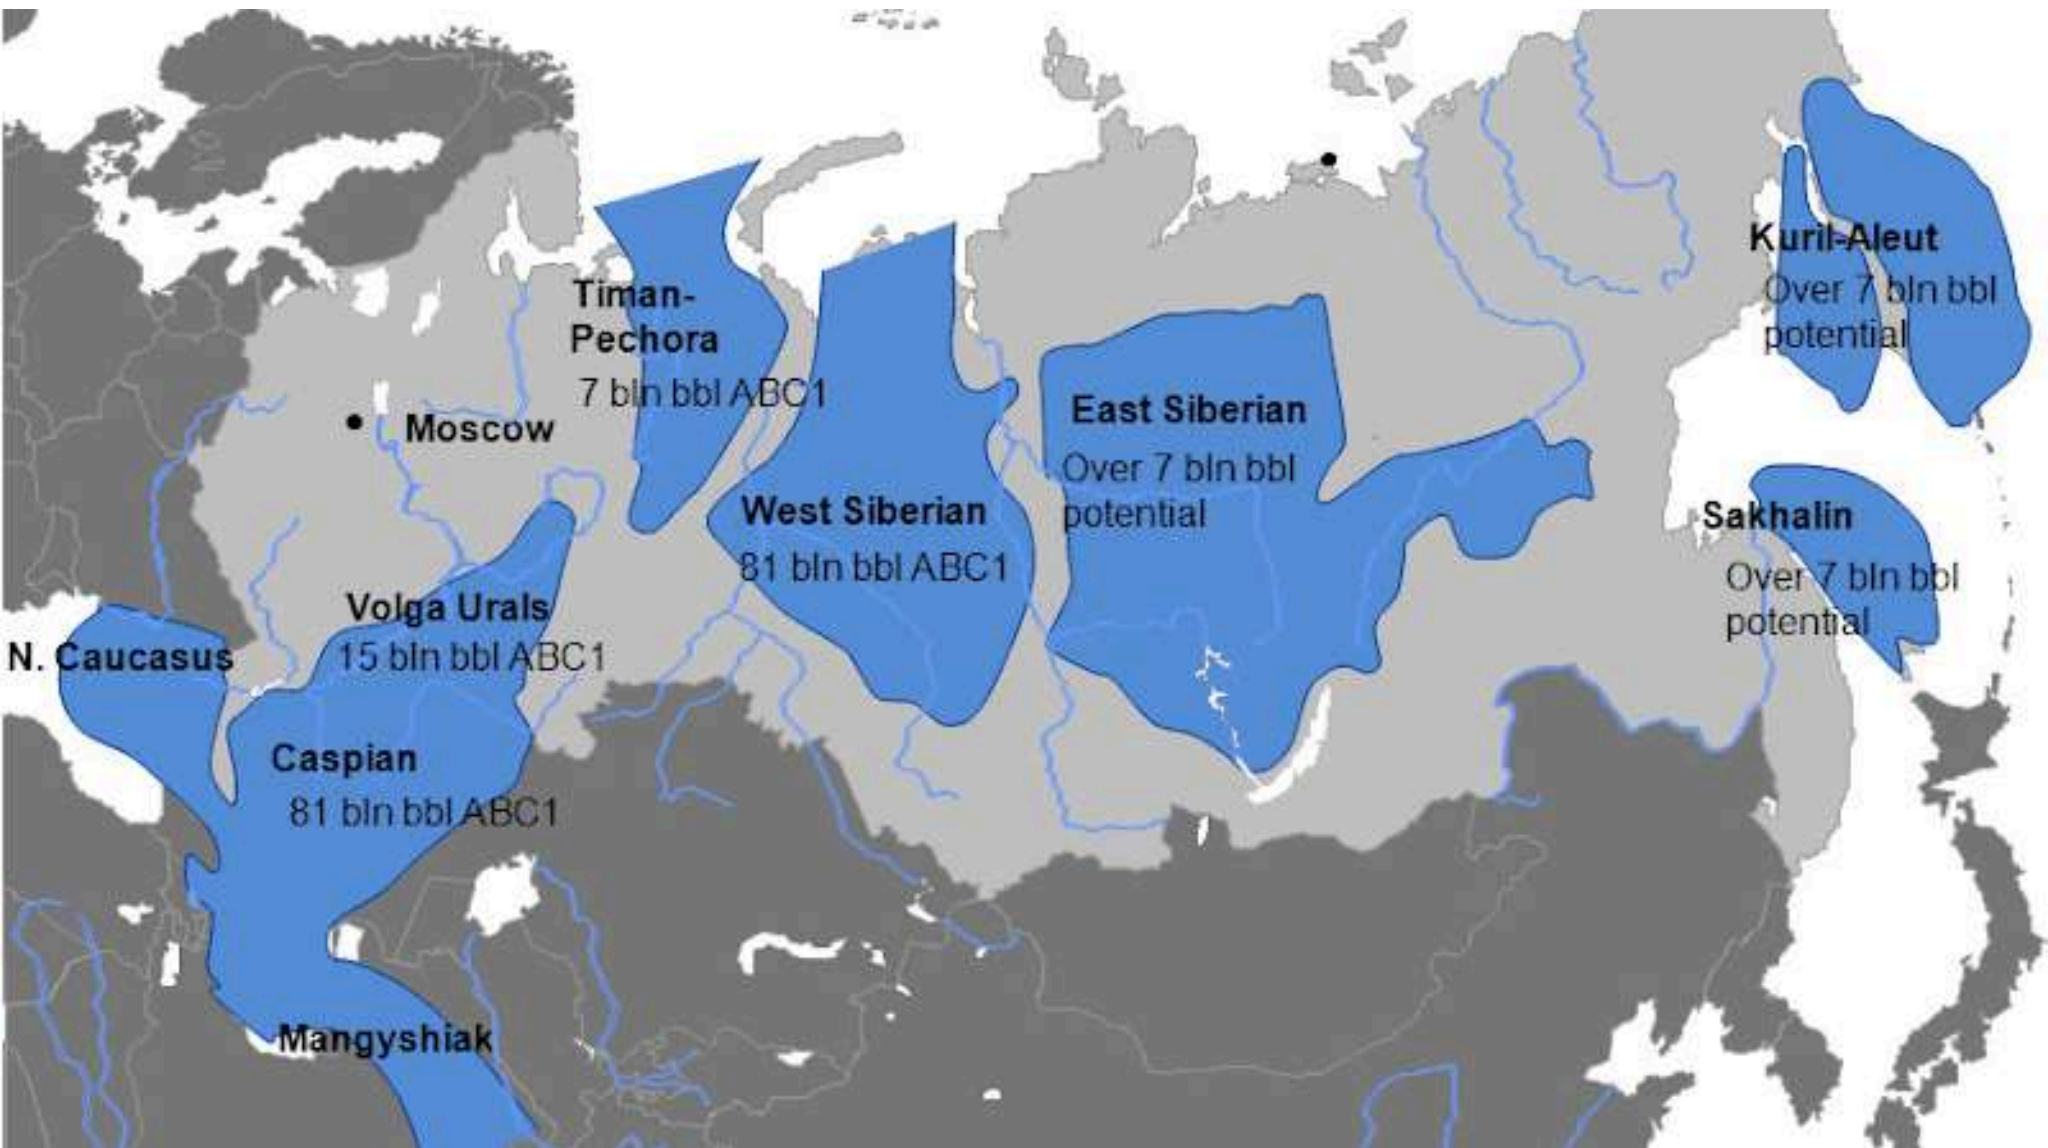 Kuril-Aleut
Over 7 bln bbl
potential
Timan-
Pechora
7 bln bbl ABC1
East Siberian
Over 7 bln bbl
potential
Moscow
West Siberian
81 bln bbl ABC1
Sakhalin
Over 7 bln bbl
potential
Volga Urals
15 bln bbl ABC1
N. Caucasus
Caspian
81 bln bbl ABC1
Mangyshiak